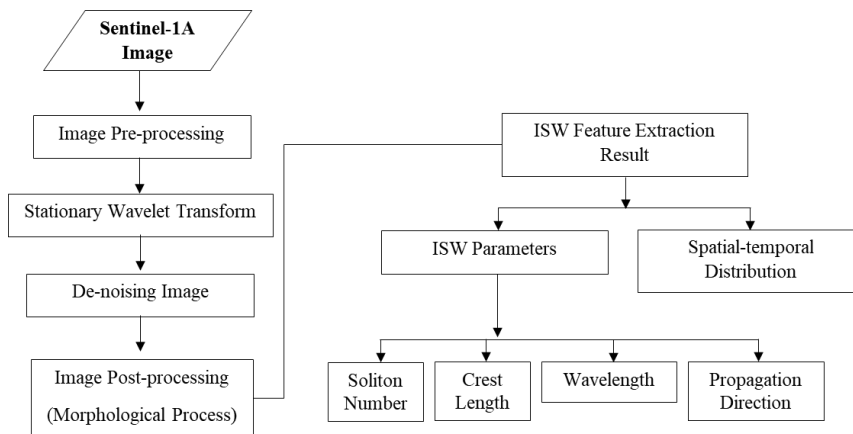 Sentinel-1A
Image
Image Pre-processing
Stationary Wavelet Transform
De-noising Image
Image Post-processing
(Morphological Process)
ISW Feature Extraction
Result
ISW Parameters
Spatial-temporal
Distribution
Soliton
Number
Crest
Length
Wavelength
Propagation
Direction